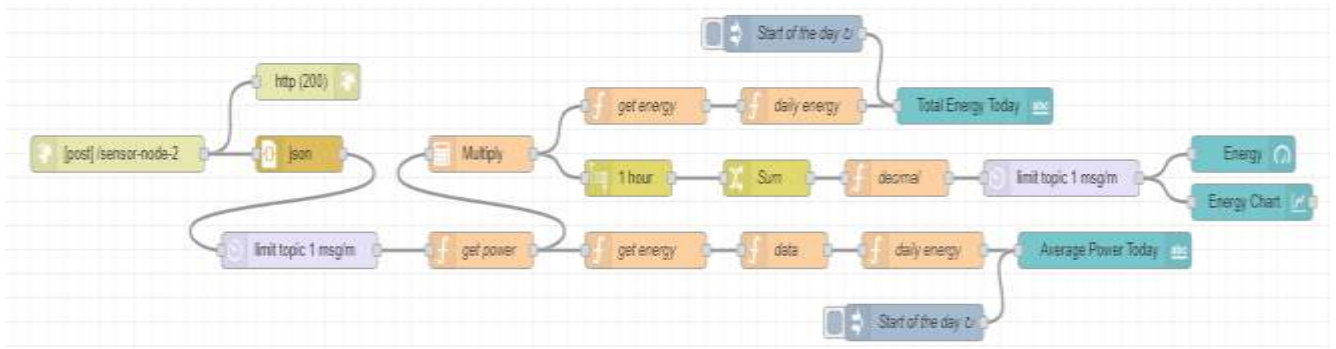 Start of the day ↻
http (200)
get energy
daily energy
Total Energy Today
abc
[post] /sensor-node-2
json
Multiply
1 hour
Sum
decimal
limit topic 1 msg/m
Energy
Energy Chart
limit topic 1 msg/m
get power
get energy
data
daily energy
Average Power Today
abc
Start of the day ↻